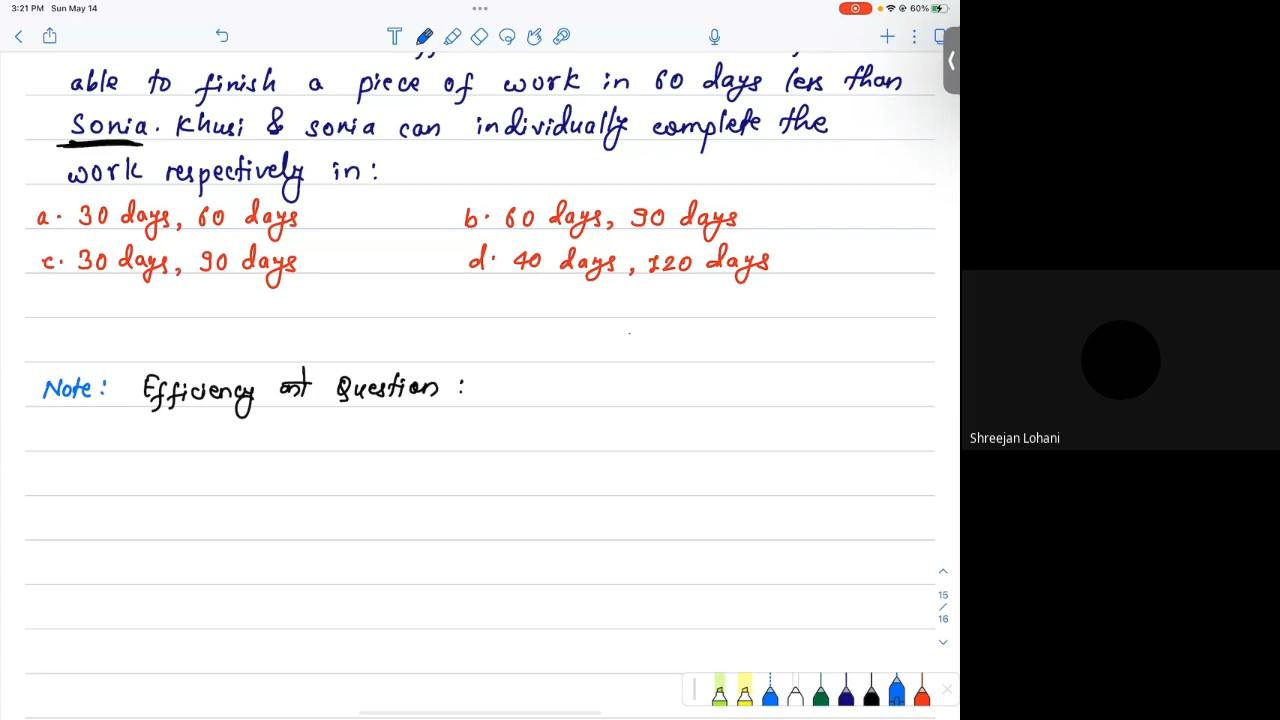 3:21 PM Sun May 14
60%
able to finish a piece of work in 60 days less than
Sonia. Khusi & sonia can individually complete the
work respectively in:
a. 30 days, 60 days
b. 60 days, 90 days
c. 30 days, 90 days
d. 40 days, 120 days
Note: Efficiency Question:
Shreejan Lohani
15
/
16